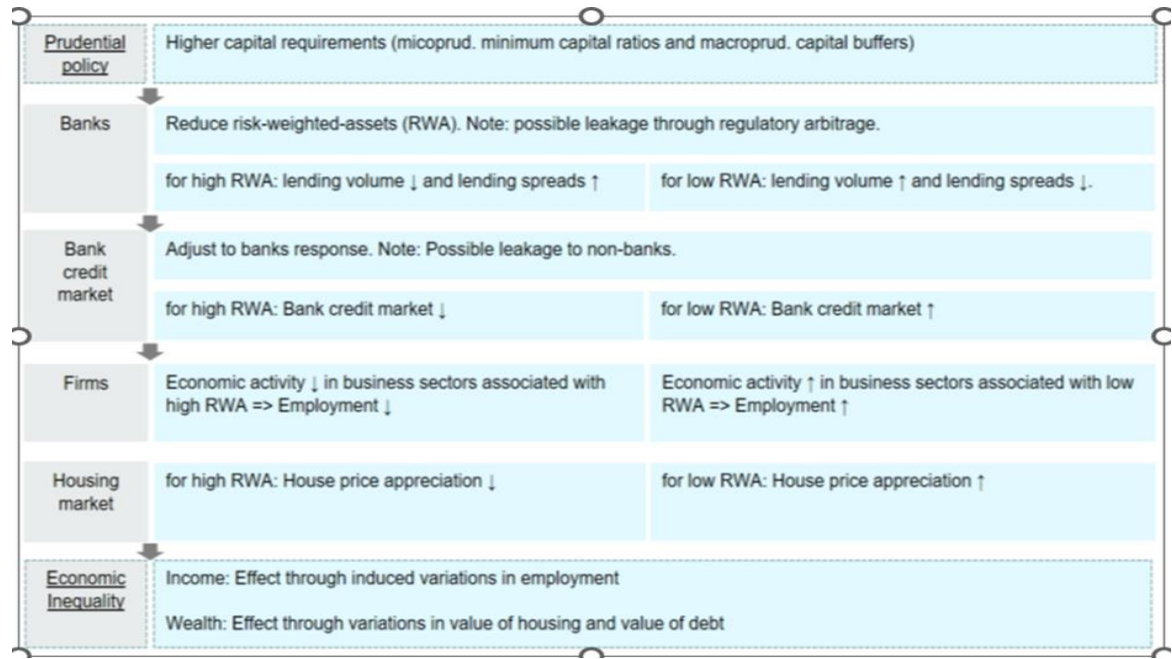 Prudential
policy
Higher capital requirements (micoprud. minimum capital ratios and macroprud. capital buffers)
Banks
Reduce risk-weighted-assets (RWA). Note: possible leakage through regulatory arbitrage.
for high RWA: lending volume ↓ and lending spreads ↑
for low RWA: lending volume ↑ and lending spreads ↓.
Bank
credit
market
Adjust to banks response. Note: Possible leakage to non-banks.
for high RWA: Bank credit market ↓
for low RWA: Bank credit market ↑
Firms
Economic activity ↓ in business sectors associated with
high RWA => Employment ↓
Economic activity ↑ in business sectors associated with low
RWA => Employment ↑
Housing
market
for high RWA: House price appreciation ↓
for low RWA: House price appreciation ↑
Economic
Inequality
Income: Effect through induced variations in employment
Wealth: Effect through variations in value of housing and value of debt